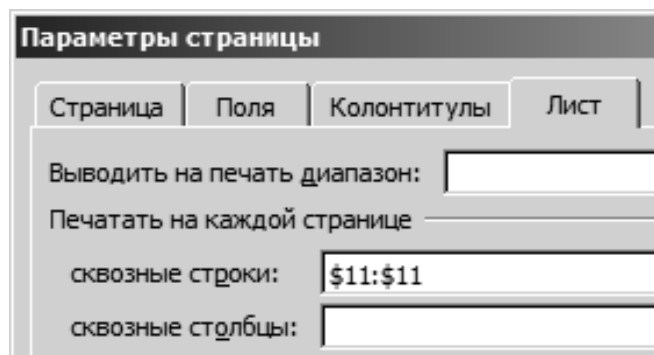 Параметры страницы
Страница Поля Колонтитулы Лист
Выводить на печать диапазон:
Печатать на каждой странице
сквозные строки: $11:$11
сквозные столбцы: